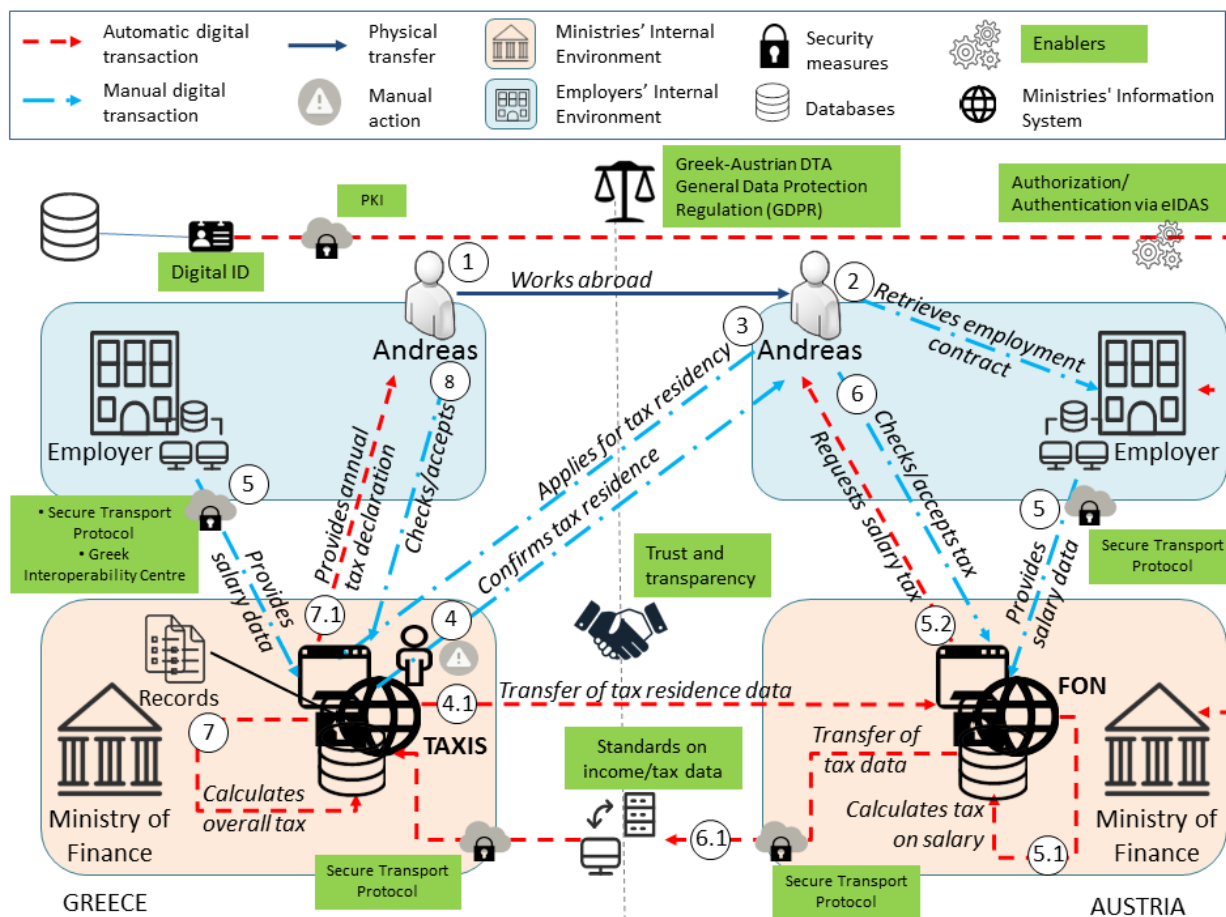 Automatic digital
transaction
Physical
transfer
Ministries' Internal
Environment
Security
measures
Enablers
Manual digital
transaction
Manual
action
Employers' Internal
Environment
Databases
Ministries' Information
System
Greek-Austrian DTA
General Data Protection
Regulation (GDPR)
Authorization/
Authentication via eIDAS
PKI
Digital ID
1
Works abroad
2
Retrieves employment
contract
3
Andreas
Andreas
8
6
Employer
Employer
Applies for tax residency
Confirms tax residence
Provides annual
tax declaration
Checks/accepts
Checks/accepts tax
Requests salary tax
5
5
• Secure Transport
Protocol
• Greek
Interoperability Centre
Provides
salary data
Trust and
transparency
Provides
salary data
Secure Transport
Protocol
7.1
4
5.2
Records
4.1
Transfer of tax residence data
FON
7
TAXIS
Standards on
income/tax data
Transfer of
tax data
Calculates
overall tax
Calculates tax
on salary
Ministry of
Finance
Ministry of
Finance
6.1
5.1
Secure Transport
Protocol
Secure Transport
Protocol
GREECE
AUSTRIA